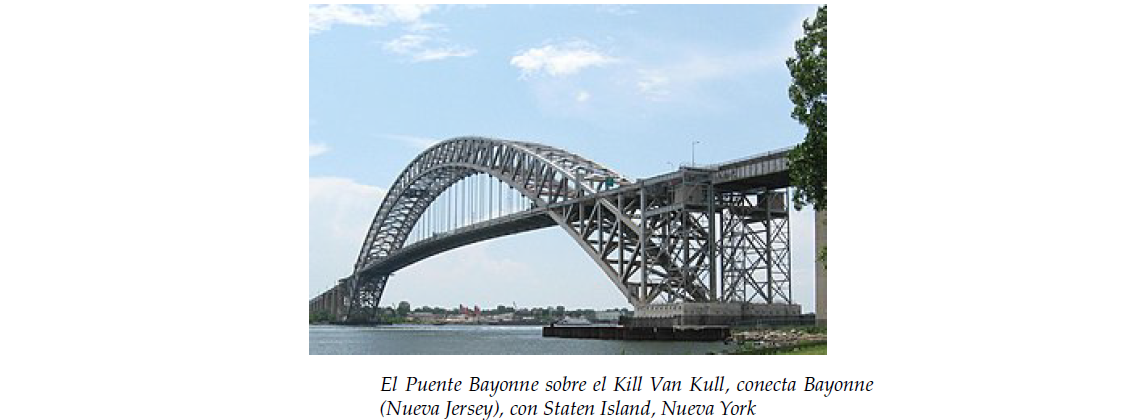 El Puente Bayonne sobre el Kill Van Kull, conecta Bayonne
(Nueva Jersey), con Staten Island, Nueva York